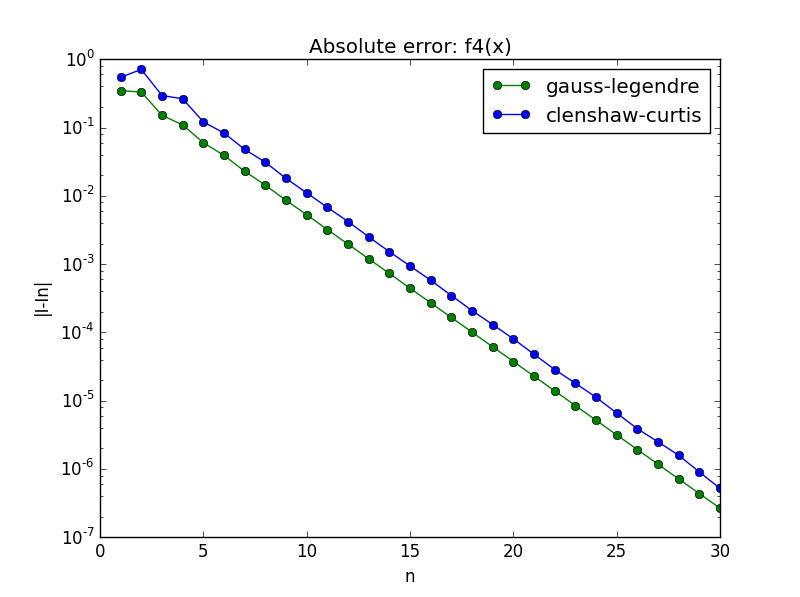 Absolute error: f4(x)
gauss-legendre
clenshaw-curtis
10^0
10^-1
10^-2
10^-3
10^-4
10^-5
10^-6
10^-7
|I-In|
0 5 10 15 20 25 30
n